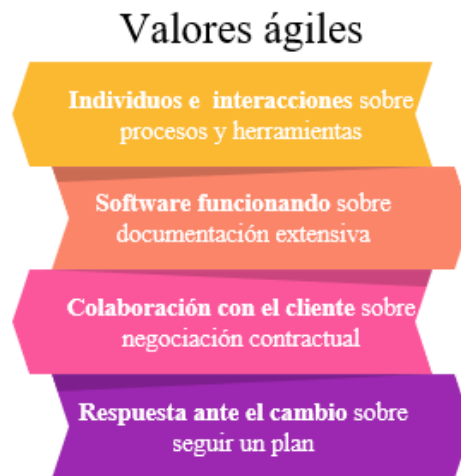 Valores ágiles
Individuos e interacciones sobre
procesos y herramientas
Software funcionando sobre
documentación extensiva
Colaboración con el cliente sobre
negociación contractual
Respuesta ante el cambio sobre
seguir un plan